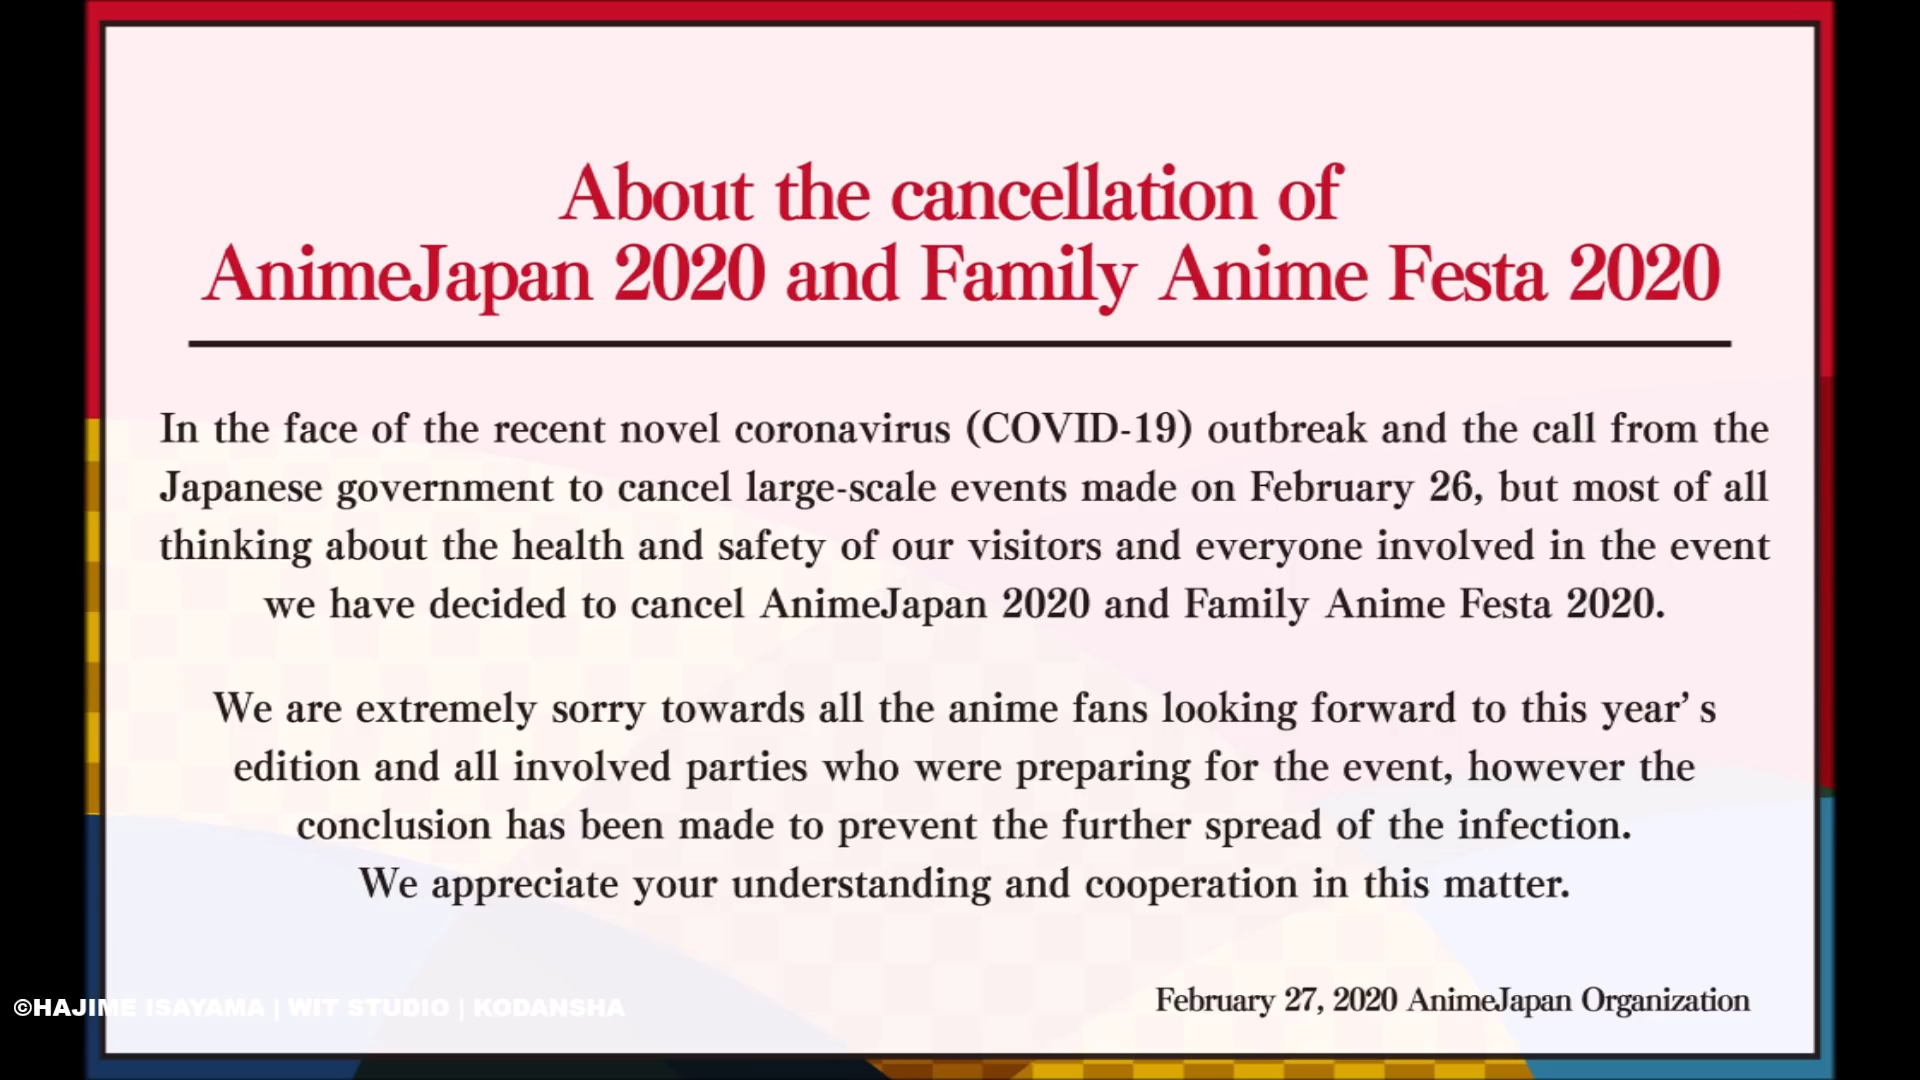 About the cancellation of
AnimeJapan 2020 and Family Anime Festa 2020
In the face of the recent novel coronavirus (COVID-19) outbreak and the call from the
Japanese government to cancel large-scale events made on February 26, but most of all
thinking about the health and safety of our visitors and everyone involved in the event
we have decided to cancel AnimeJapan 2020 and Family Anime Festa 2020.
We are extremely sorry towards all the anime fans looking forward to this year’s
edition and all involved parties who were preparing for the event, however the
conclusion has been made to prevent the further spread of the infection.
We appreciate your understanding and cooperation in this matter.
February 27, 2020 AnimeJapan Organization
©HAJIME ISAYAMA | WIT STUDIO | KODANSHA